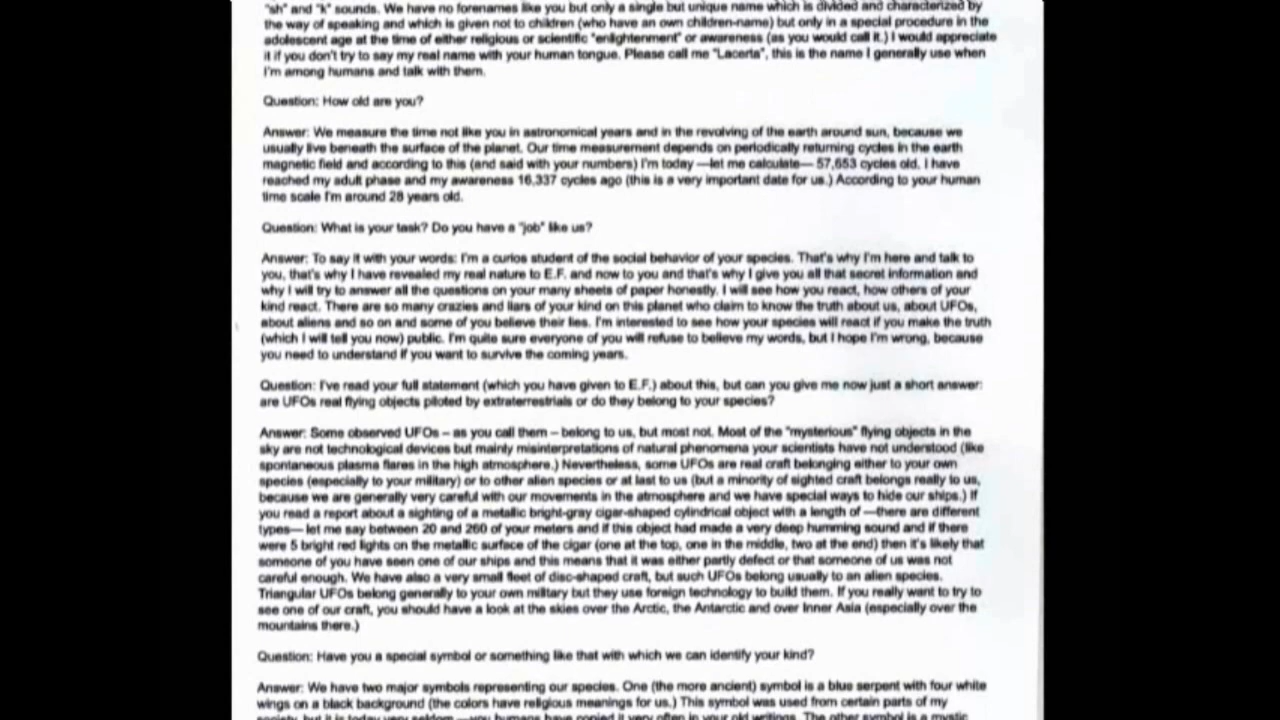 "sh" and "k" sounds. We have no forenames like you but only a single but unique name which is divided and characterized by
the way of speaking and which is given not to children (who have an own children-name) but only in a special procedure in the
adolescent age at the time of either religious or scientific "enlightenment" or awareness (as you would call it.) I would appreciate
it if you don't try to say my real name with your human tongue. Please call me "Lacerta", this is the name I generally use when
I'm among humans and talk with them.
Question: How old are you?
Answer: We measure the time not like you in astronomical years and in the revolving of the earth around sun, because we
usually live beneath the surface of the planet. Our time measurement depends on periodically returning cycles in the earth
magnetic field and according to this (and said with your numbers) I'm today —let me calculate— 57,653 cycles old. I have
reached my adult phase and my awareness 16,337 cycles ago (this is a very important date for us.) According to your human
time scale I'm around 28 years old.
Question: What is your task? Do you have a "job" like us?
Answer: To say it with your words: I'm a curios student of the social behavior of your species. That's why I'm here and talk to
you, that's why I have revealed my real nature to E.F. and now to you and that's why I give you all that secret information and
why I will try to answer all the questions on your many sheets of paper honestly. I will see how you react, how others of your
kind react. There are so many crazies and liars of your kind on this planet who claim to know the truth about us, about UFOs,
about aliens and so on and some of you believe their lies. I'm interested to see how your species will react if you make the truth
(which I will tell you now) public. I'm quite sure everyone of you will refuse to believe my words, but I hope I'm wrong, because
you need to understand if you want to survive the coming years.
Question: I've read your full statement (which you have given to E.F.) about this, but can you give me now just a short answer:
are UFOs real flying objects piloted by extraterrestrials or do they belong to your species?
Answer: Some observed UFOs – as you call them – belong to us, but most not. Most of the "mysterious" flying objects in the
sky are not technological devices but mainly misinterpretations of natural phenomena your scientists have not understood (like
spontaneous plasma flares in the high atmosphere.) Nevertheless, some UFOs are real craft belonging either to your own
species (especially to your military) or to other alien species or at last to us (but a minority of sighted craft belongs really to us,
because we are generally very careful with our movements in the atmosphere and we have special ways to hide our ships.) If
you read a report about a sighting of a metallic bright-gray cigar-shaped cylindrical object with a length of —there are different
types— let me say between 20 and 260 of your meters and if this object had made a very deep humming sound and if there
were 5 bright red lights on the metallic surface of the cigar (one at the top, one in the middle, two at the end) then it's likely that
someone of you have seen one of our ships and this means that it was either partly defect or that someone of us was not
careful enough. We have also a very small fleet of disc-shaped craft, but such UFOs belong usually to an alien species.
Triangular UFOs belong generally to your own military but they use foreign technology to build them. If you really want to try to
see one of our craft, you should have a look at the skies over the Arctic, the Antarctic and over Inner Asia (especially over the
mountains there.)
Question: Have you a special symbol or something like that with which we can identify your kind?
Answer: We have two major symbols representing our species. One (the more ancient) symbol is a blue serpent with four white
wings on a black background (the colors have religious meanings for us.) This symbol was used from certain parts of my
society, but it is today very seldom —you humans have copied it very often in your old writings. The other symbol is a mystic